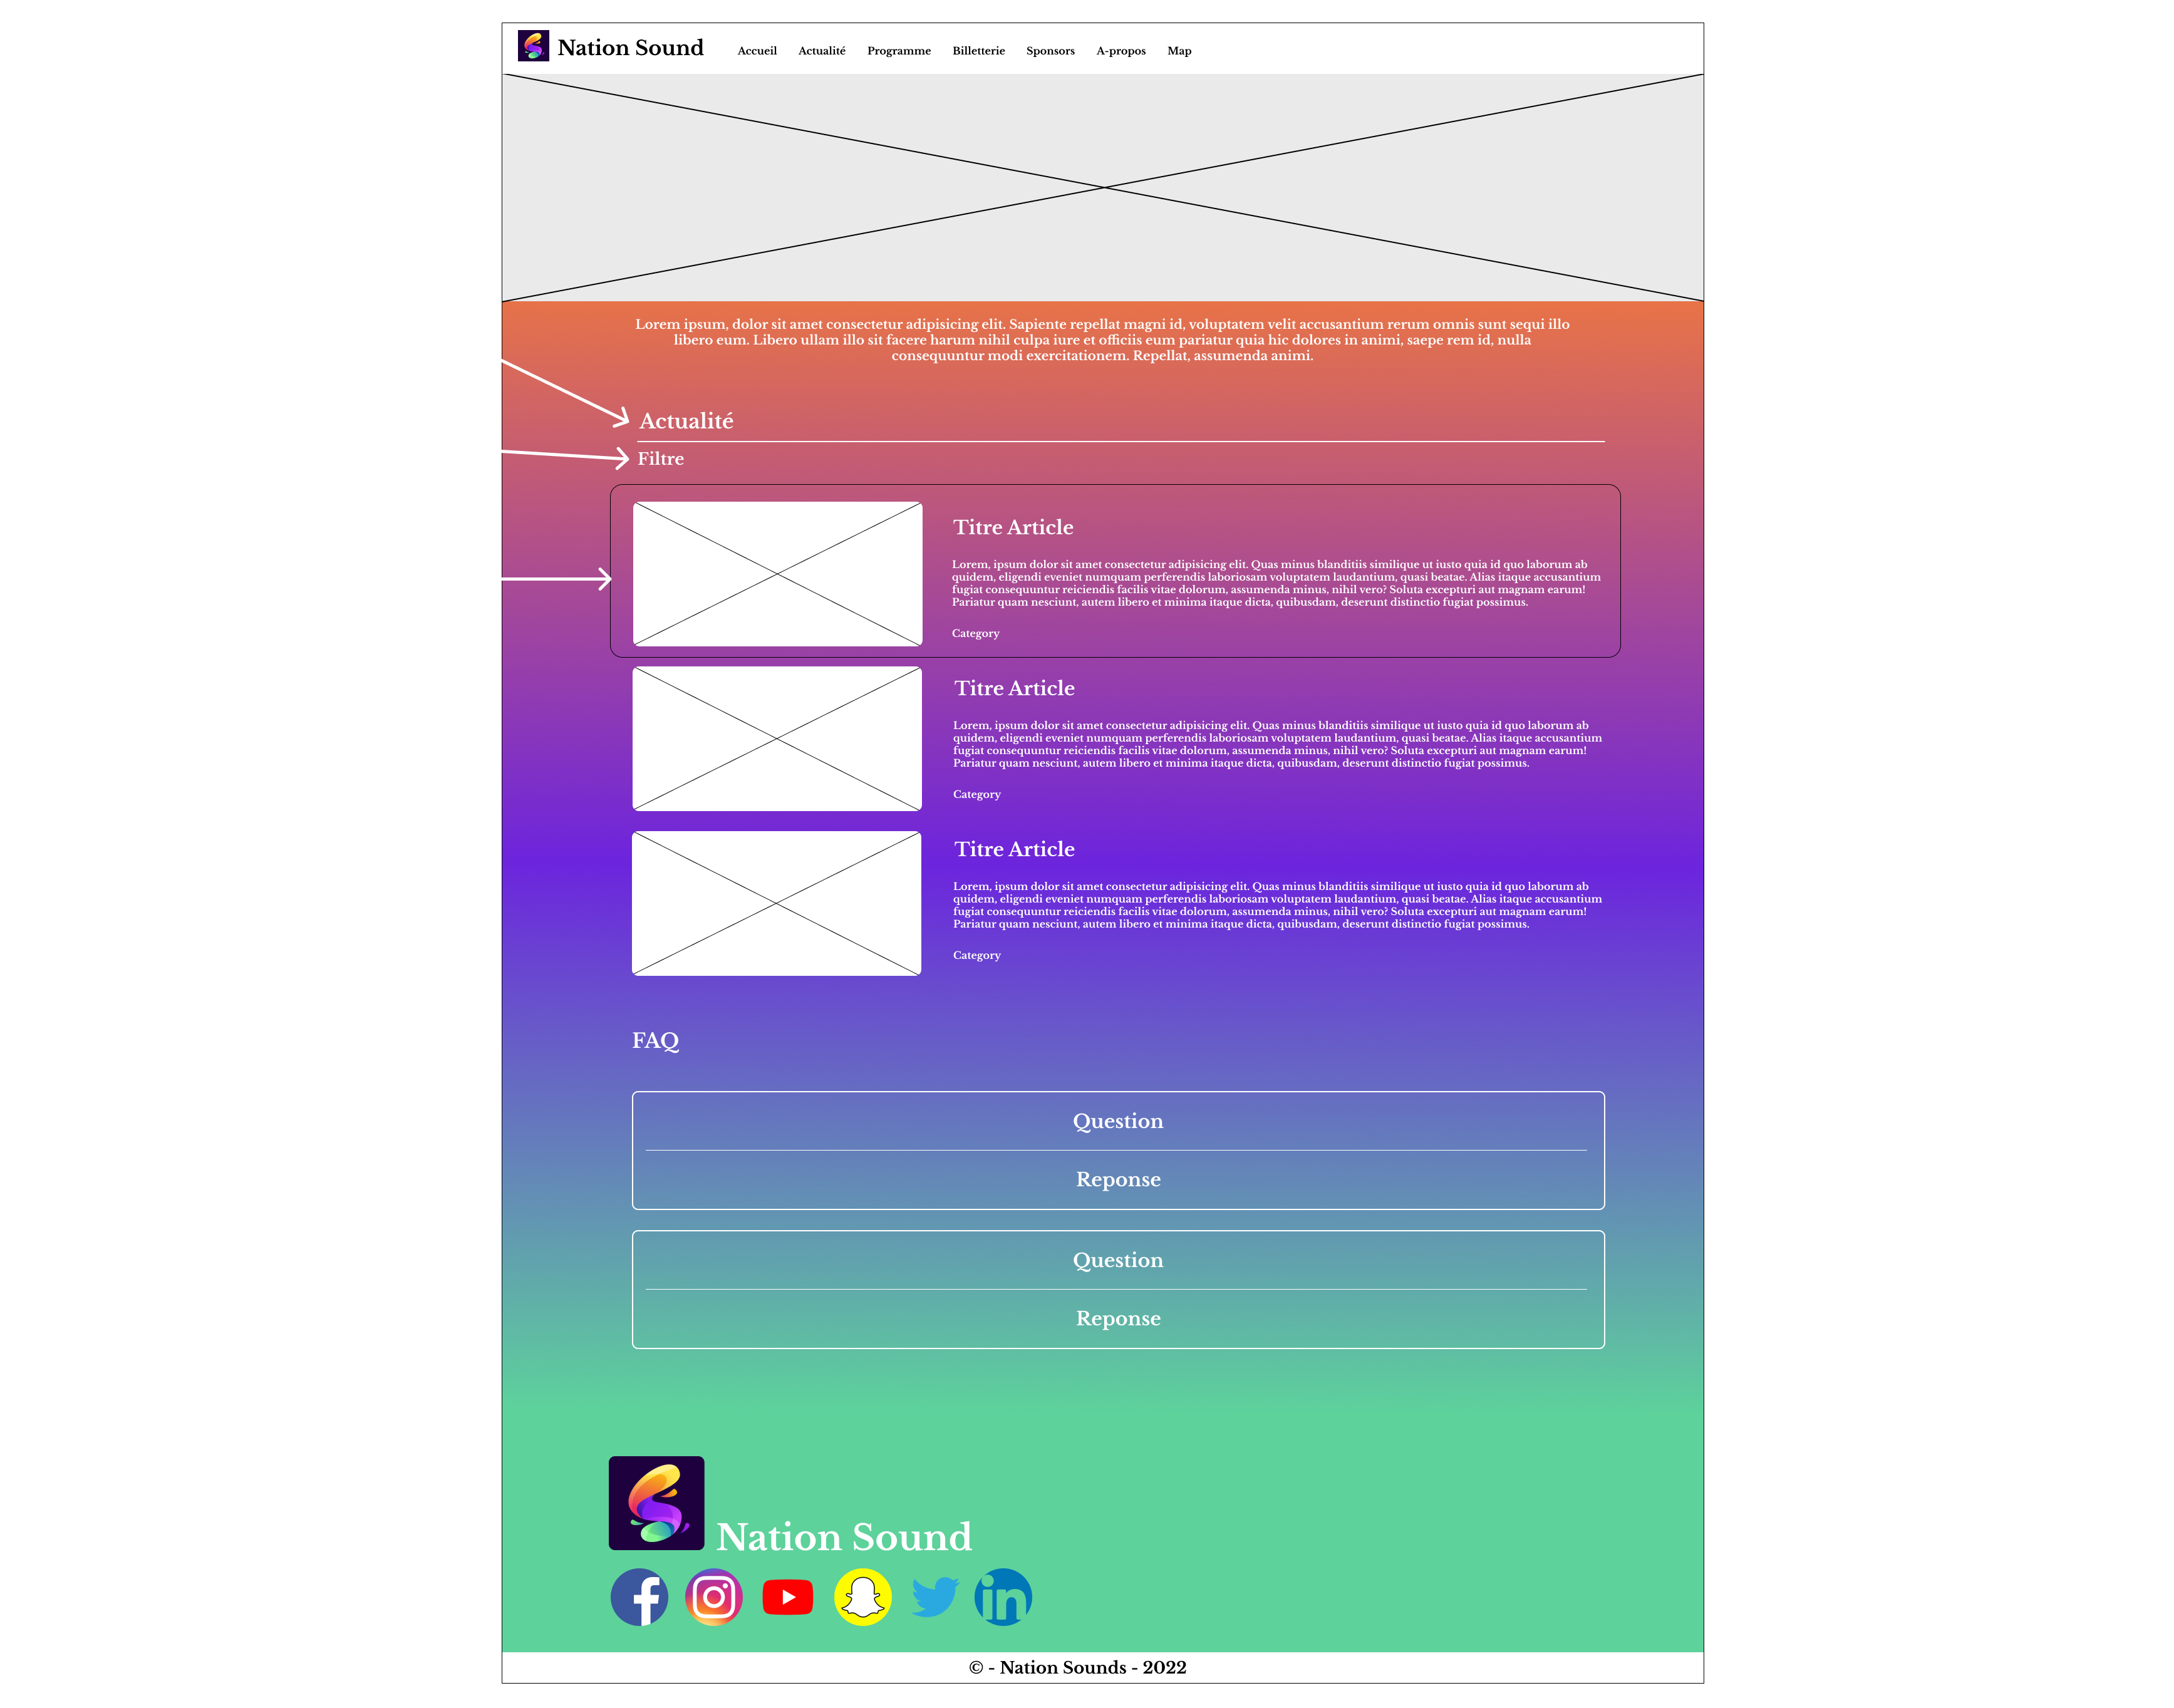 Nation Sound
Accueil Actualité Programme Billetterie Sponsors A-propos Map
Lorem ipsum, dolor sit amet consectetur adipisicing elit. Sapiente repellat magni id, voluptatem velit accusantium rerum omnis sunt sequi illo
libero eum. Libero ullam illo sit facere harum nihil culpa iure et officiis eum pariatur quia hic dolores in animi, saepe rem id, nulla
consequuntur modi exercitationem. Repellat, assumenda animi.
Actualité
Filtre
Titre Article
Lorem, ipsum dolor sit amet consectetur adipisicing elit. Quas minus blanditiis similique ut iusto quia id quo laborum ab
quidem, eligendi eveniet numquam perferendis laboriosam voluptatem laudantium, quasi beatae. Alias itaque accusantium
fugiat consequuntur reiciendis facilis vitae dolorum, assumenda minus, nihil vero? Soluta excepturi aut magnam earum!
Pariatur quam nesciunt, autem libero et minima itaque dicta, quibusdam, deserunt distinctio fugiat possimus.
Category
Titre Article
Lorem, ipsum dolor sit amet consectetur adipisicing elit. Quas minus blanditiis similique ut iusto quia id quo laborum ab
quidem, eligendi eveniet numquam perferendis laboriosam voluptatem laudantium, quasi beatae. Alias itaque accusantium
fugiat consequuntur reiciendis facilis vitae dolorum, assumenda minus, nihil vero? Soluta excepturi aut magnam earum!
Pariatur quam nesciunt, autem libero et minima itaque dicta, quibusdam, deserunt distinctio fugiat possimus.
Category
Titre Article
Lorem, ipsum dolor sit amet consectetur adipisicing elit. Quas minus blanditiis similique ut iusto quia id quo laborum ab
quidem, eligendi eveniet numquam perferendis laboriosam voluptatem laudantium, quasi beatae. Alias itaque accusantium
fugiat consequuntur reiciendis facilis vitae dolorum, assumenda minus, nihil vero? Soluta excepturi aut magnam earum!
Pariatur quam nesciunt, autem libero et minima itaque dicta, quibusdam, deserunt distinctio fugiat possimus.
Category
FAQ
Question
Reponse
Question
Reponse
Nation Sound
© - Nation Sounds - 2022